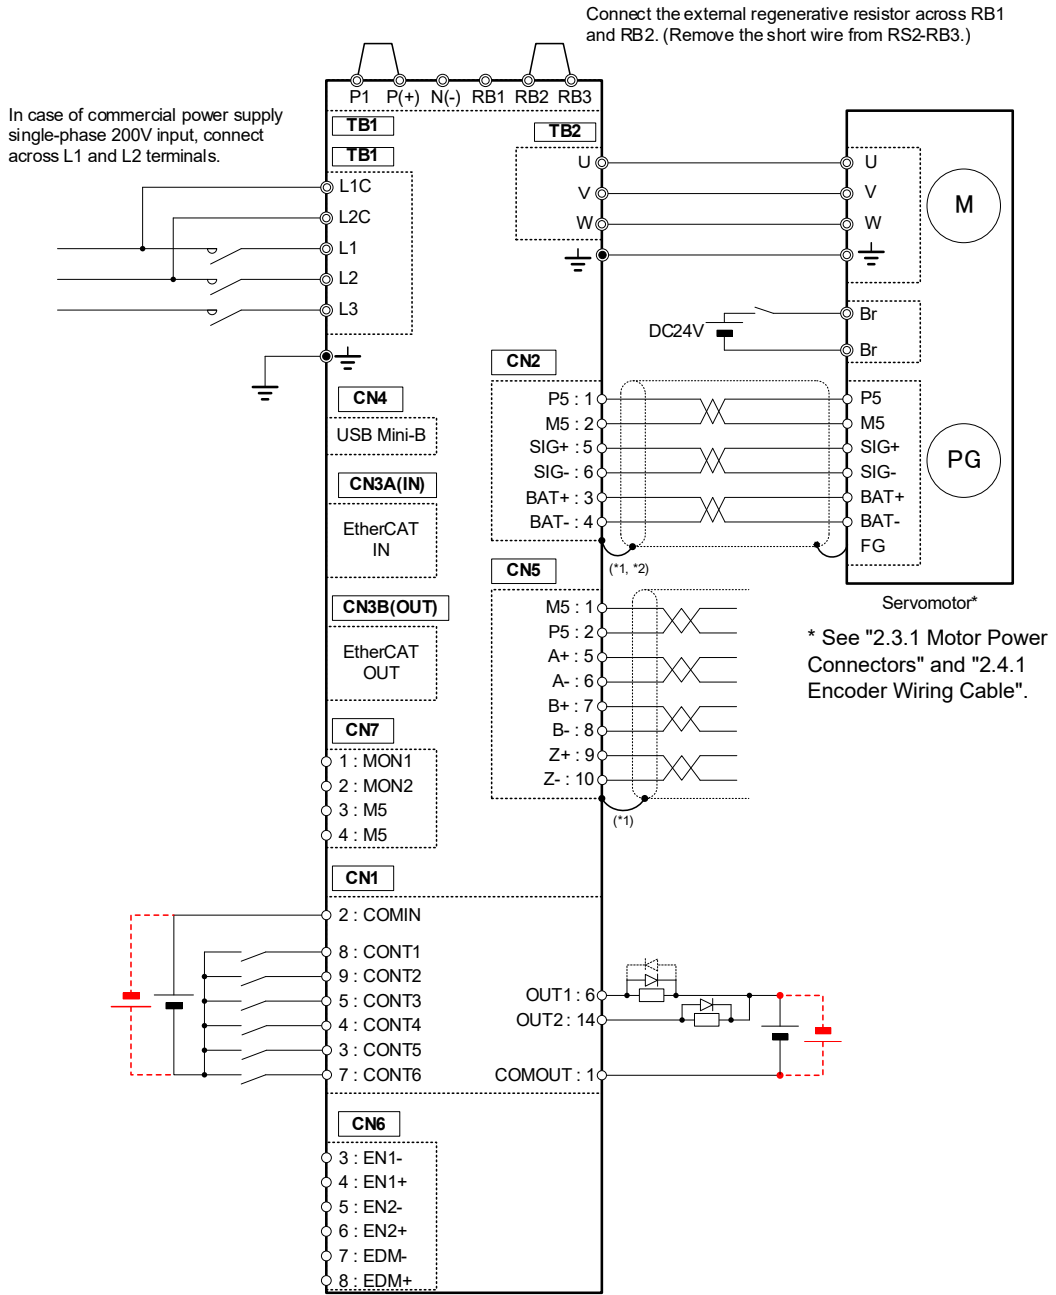 Connect the external regenerative resistor across RB1
and RB2. (Remove the short wire from RS2-RB3.)
P1 P(+) N(-) RB1 RB2 RB3
In case of commercial power supply
single-phase 200V input, connect
across L1 and L2 terminals.
TB1
TB1
L1C
L2C
L1
L2
L3
TB2
U
V
W
U
V
W
M
DC24V
Br
Br
CN2
P5 : 1
M5 : 2
SIG+ : 5
SIG- : 6
BAT+ : 3
BAT- : 4
(*1, *2)
P5
M5
SIG+
SIG-
BAT+
BAT-
FG
PG
Servomotor*
* See "2.3.1 Motor Power
Connectors" and "2.4.1
Encoder Wiring Cable".
CN4
USB Mini-B
CN3A(IN)
EtherCAT
IN
CN3B(OUT)
EtherCAT
OUT
CN5
M5 : 1
P5 : 2
A+ : 5
A- : 6
B+ : 7
B- : 8
Z+ : 9
Z- : 10
(*1)
CN7
1 : MON1
2 : MON2
3 : M5
4 : M5
CN1
2 : COMIN
8 : CONT1
9 : CONT2
5 : CONT3
4 : CONT4
3 : CONT5
7 : CONT6
OUT1 : 6
OUT2 : 14
COMOUT : 1
CN6
3 : EN1-
4 : EN1+
5 : EN2-
6 : EN2+
7 : EDM-
8 : EDM+